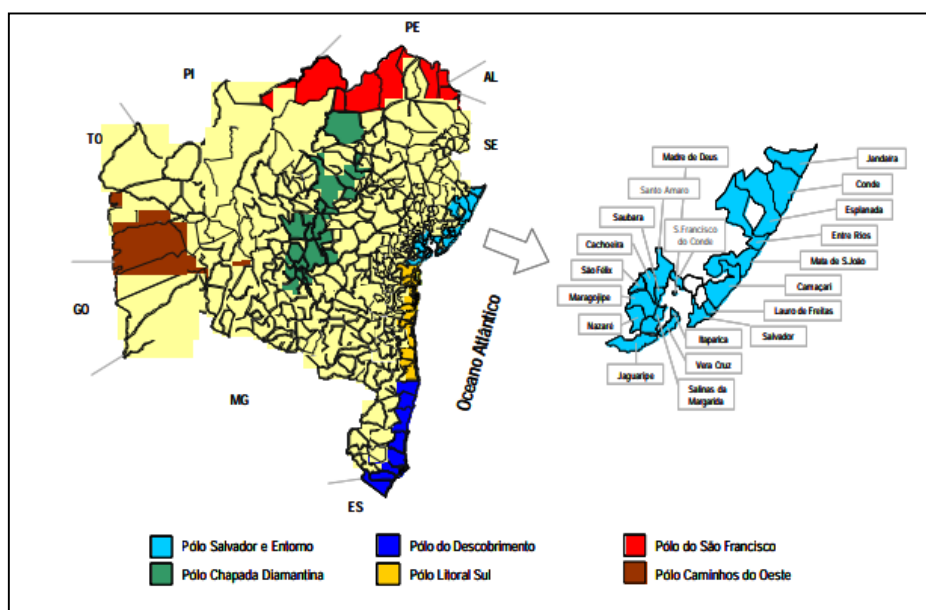 PE
PI
AL
TO
SE
GO
MG
ES
Oceano Atlântico
Madre de Deus
Jandaíra
Santo Amaro
Conde
Saubara
S.Francisco
do Conde
Esplanada
Cachoeira
Entre Rios
São Félix
Mata de S.João
Maragojipe
Camaçari
Nazaré
Lauro de Freitas
Itaparica
Salvador
Vera Cruz
Jaguaripe
Salinas da
Margarida
Pólo Salvador e Entorno
Pólo do Descobrimento
Pólo do São Francisco
Pólo Chapada Diamantina
Pólo Litoral Sul
Pólo Caminhos do Oeste